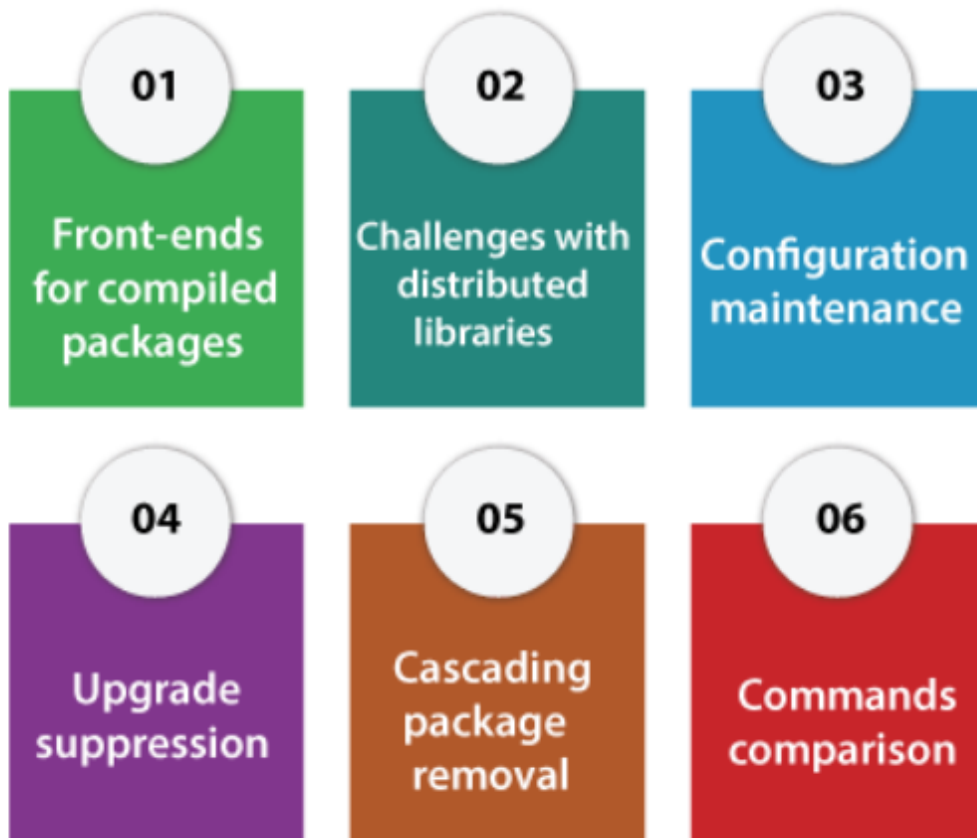 01
Front-ends
for compiled
packages
02
Challenges with
distributed
libraries
03
Configuration
maintenance
04
Upgrade
suppression
05
Cascading
package
removal
06
Commands
comparison